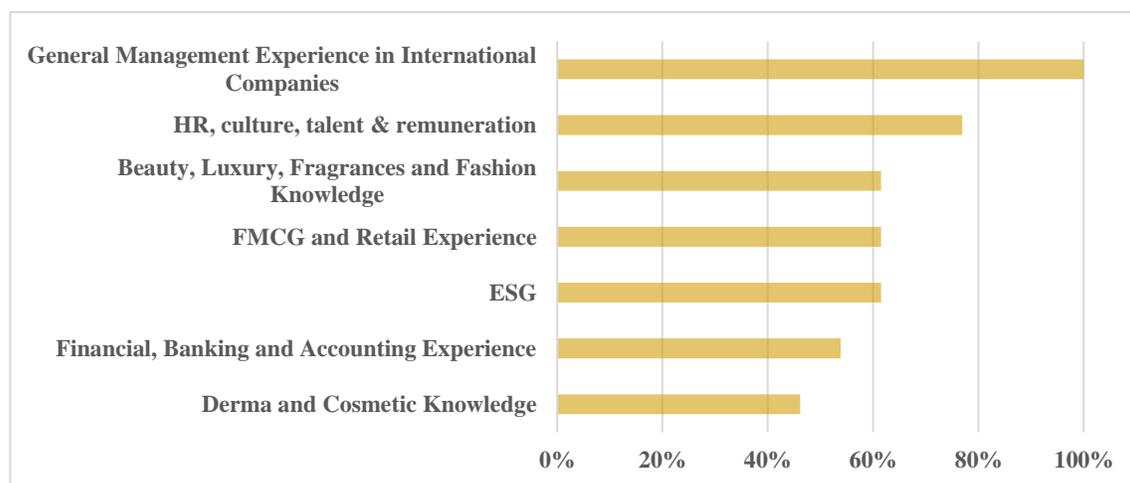 General Management Experience in International
Companies
HR, culture, talent & remuneration
Beauty, Luxury, Fragrances and Fashion
Knowledge
FMCG and Retail Experience
ESG
Financial, Banking and Accounting Experience
Derma and Cosmetic Knowledge
0% 20% 40% 60% 80% 100%